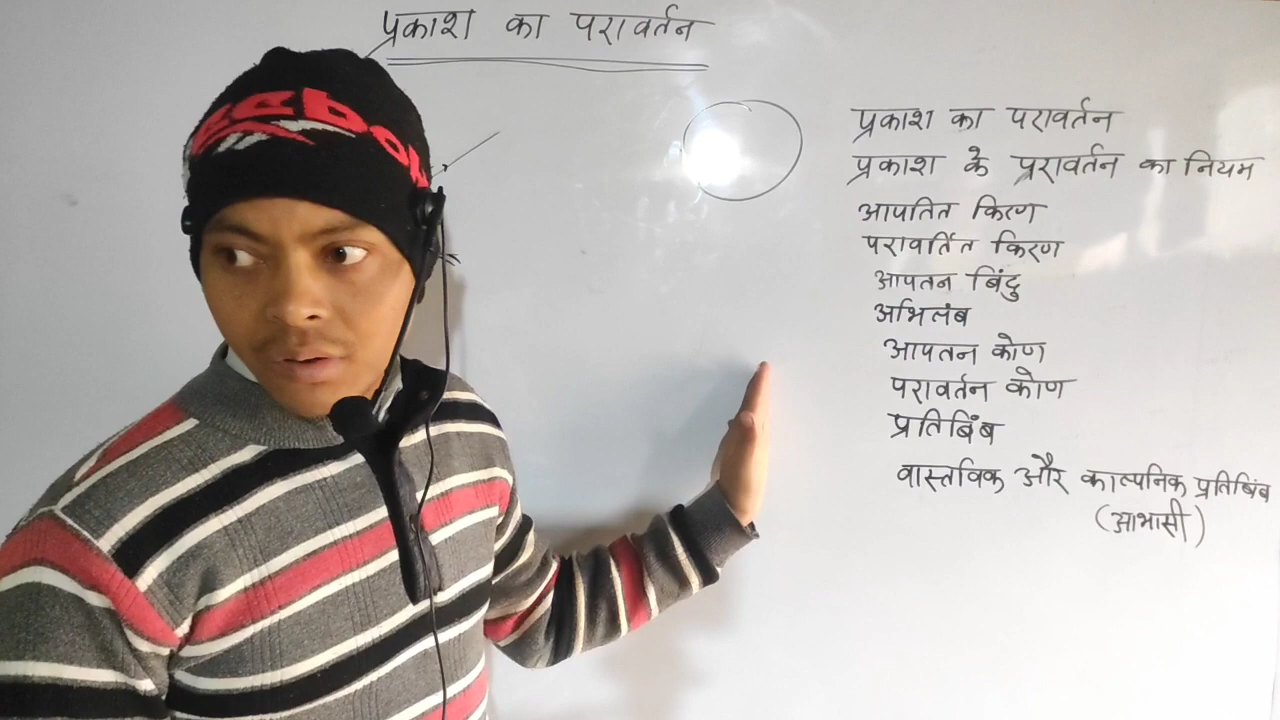 प्रकाश का परावर्तन
प्रकाश का परावर्तन
प्रकाश के प्ररावर्तन का नियम
आपतित किरण
परावर्तित किरण
आपतन बिंदु
अभिलंब
आपतन कोण
परावर्तन कोण
प्रतिबिंब
वास्तविक और काल्पनिक प्रतिबिंब
(आभासी)